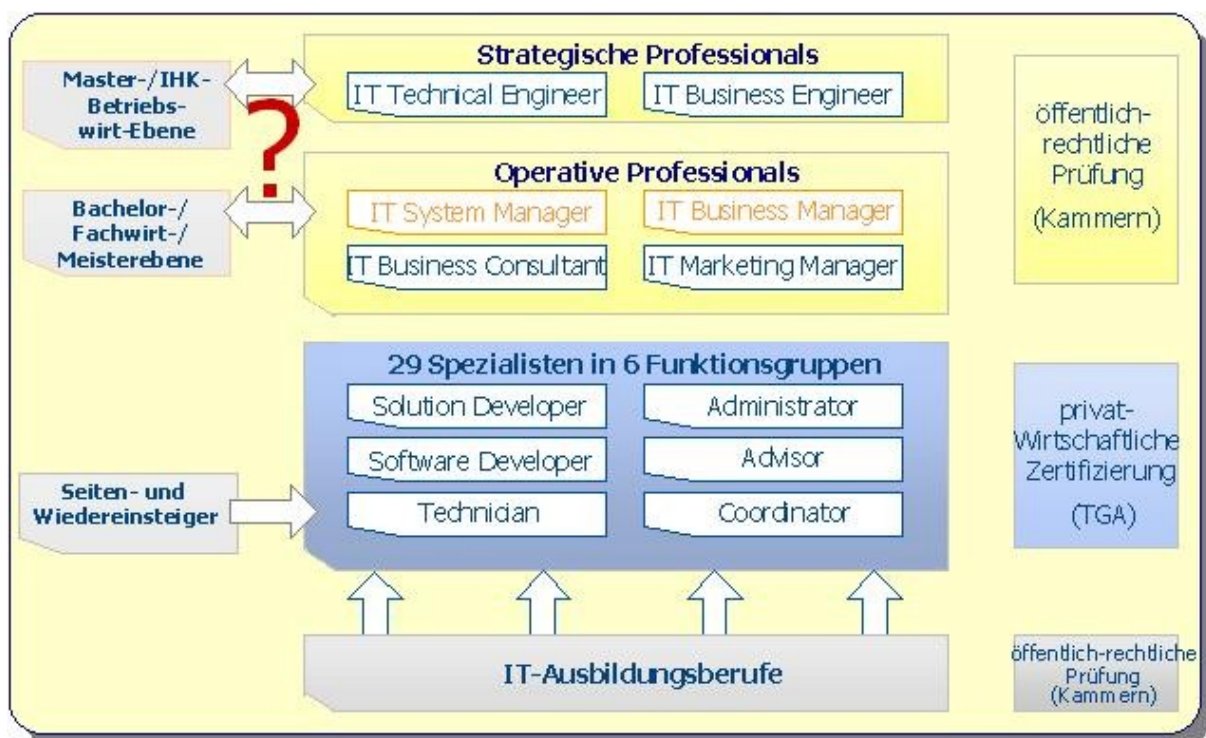 Strategische Professionals
Master-/IHK-
Betriebs-
wirt-Ebene
IT Technical Engineer
IT Business Engineer
öffentlich-
rechtliche
Prüfung
(Kammern)
?
Operative Professionals
Bachelor-/
Fachwirt-/
Meisterebene
IT System Manager
IT Business Manager
IT Business Consultant
IT Marketing Manager
29 Spezialisten in 6 Funktionsgruppen
Solution Developer
Administrator
Software Developer
Advisor
Technician
Coordinator
privat-
Wirtschaftliche
Zertifizierung
(TGA)
Seiten- und
Wiedereinsteiger
IT-Ausbildungsberufe
öffentlich-rechtliche
Prüfung
(Kammern)